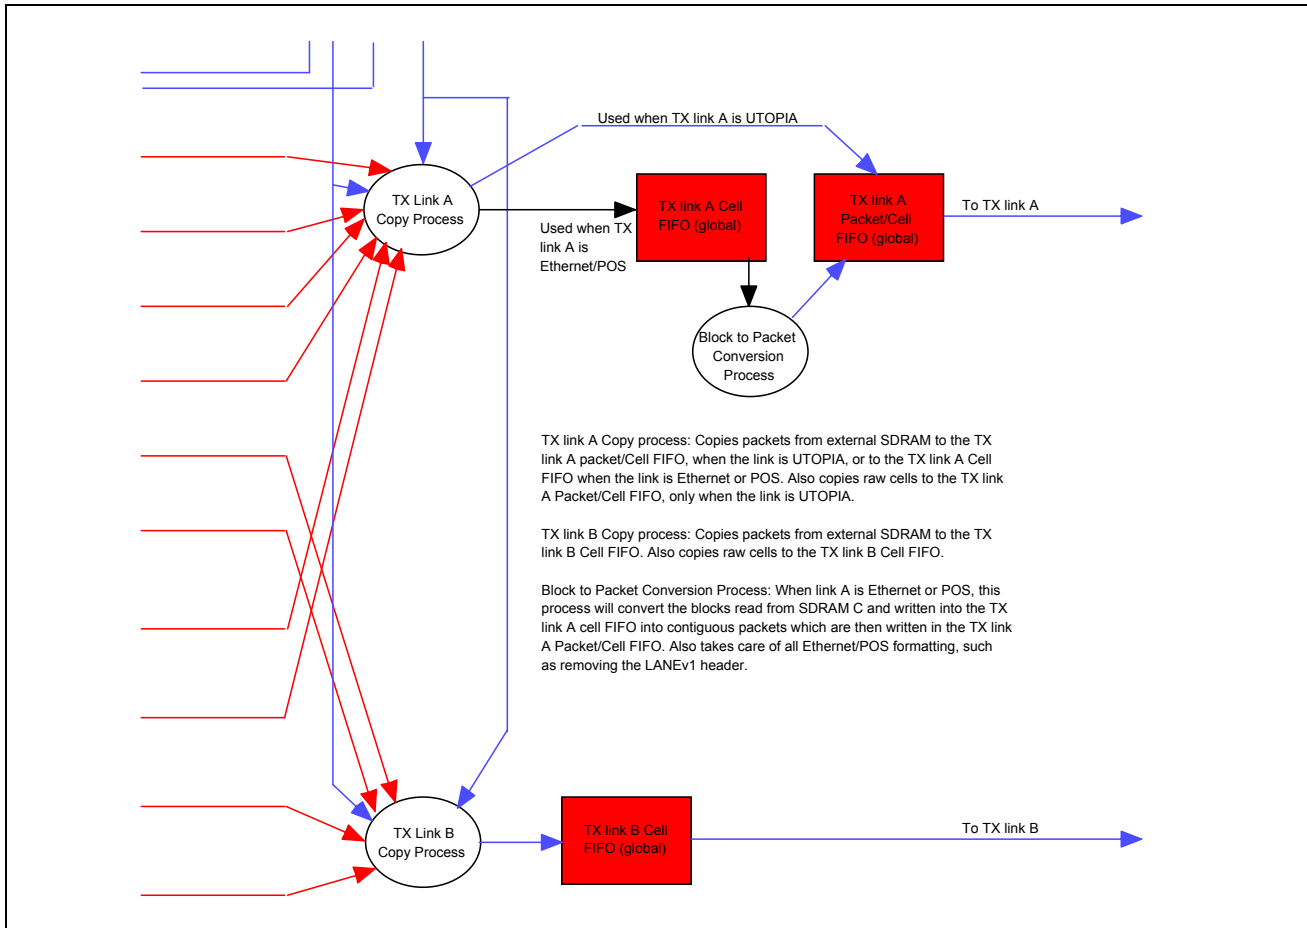 Used when TX link A is UTOPIA
TX Link A
Copy Process
TX link A Cell
FIFO (global)
TX link A
Packet/Cell
FIFO (global)
To TX link A
Used when TX
link A is
Ethernet/POS
Block to Packet
Conversion
Process
TX link A Copy process: Copies packets from external SDRAM to the TX
link A packet/Cell FIFO, when the link is UTOPIA, or to the TX link A Cell
FIFO when the link is Ethernet or POS. Also copies raw cells to the TX link
A Packet/Cell FIFO, only when the link is UTOPIA.
TX link B Copy process: Copies packets from external SDRAM to the TX
link B Cell FIFO. Also copies raw cells to the TX link B Cell FIFO.
Block to Packet Conversion Process: When link A is Ethernet or POS, this
process will convert the blocks read from SDRAM C and written into the TX
link A cell FIFO into contiguous packets which are then written in the TX link
A Packet/Cell FIFO. Also takes care of all Ethernet/POS formatting, such
as removing the LANEv1 header.
TX Link B
Copy Process
TX link B Cell
FIFO (global)
To TX link B